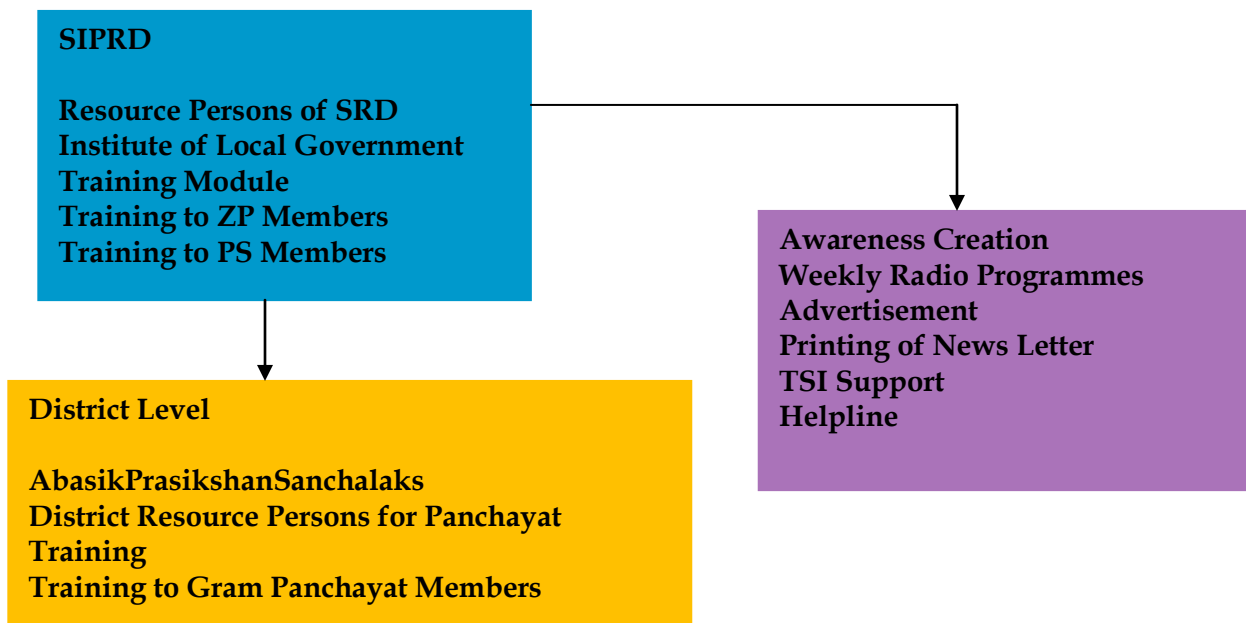 SIPRD
Resource Persons of SRD
Institute of Local Government
Training Module
Training to ZP Members
Training to PS Members
Awareness Creation
Weekly Radio Programmes
Advertisement
Printing of News Letter
TSI Support
Helpline
District Level
AbasikPrasikshanSanchalaks
District Resource Persons for Panchayat
Training
Training to Gram Panchayat Members